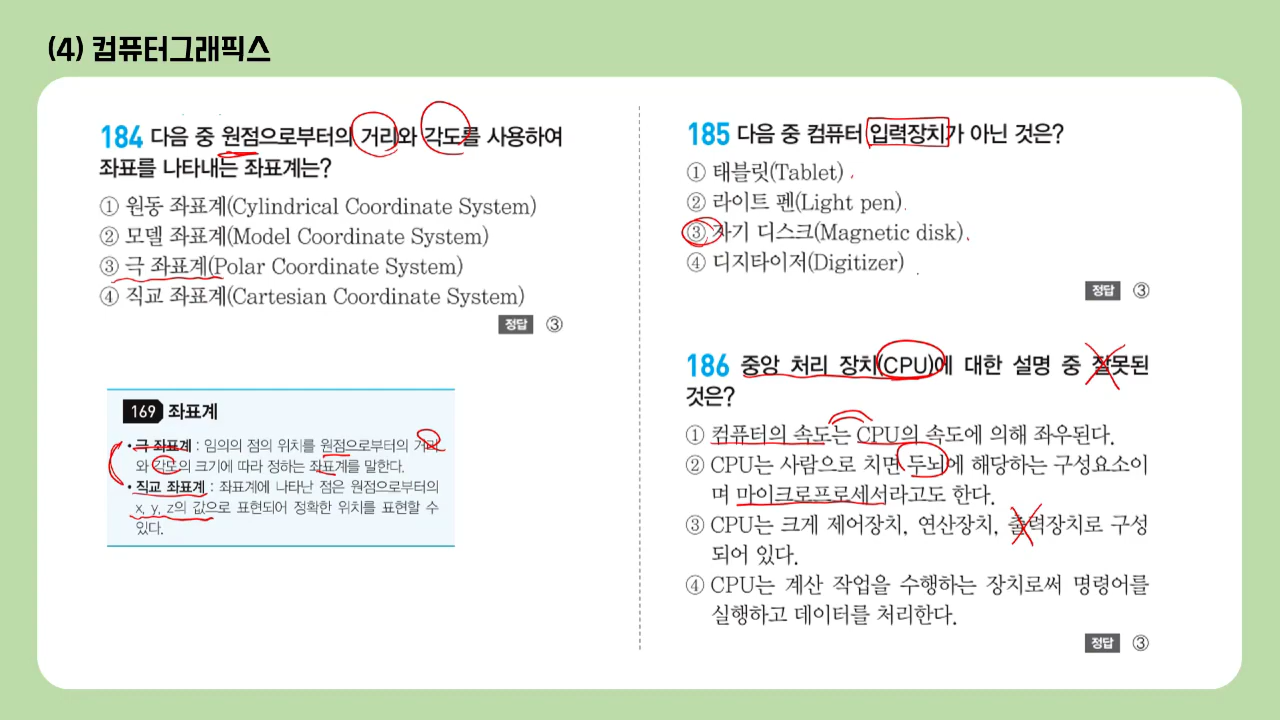 (4) 컴퓨터그래픽스
184 다음 중 원점으로부터의 거리와 각도를 사용하여
좌표를 나타내는 좌표계는?
① 원동 좌표계(Cylindrical Coordinate System)
② 모델 좌표계(Model Coordinate System)
③ 극 좌표계(Polar Coordinate System)
④ 직교 좌표계(Cartesian Coordinate System)
정답 ③
169 좌표계
• 극 좌표계 : 임의의 점의 위치를 원점으로부터의 거리
와 각도의 크기에 따라 정하는 좌표계를 말한다.
• 직교 좌표계 : 좌표계에 나타난 점은 원점으로부터의
x, y, z의 값으로 표현되어 정확한 위치를 표현할 수
있다.
185 다음 중 컴퓨터 입력장치가 아닌 것은?
① 태블릿(Tablet)
② 라이트 펜(Light pen)
③ 자기 디스크(Magnetic disk)
④ 디지타이저(Digitizer)
정답 ③
186 중앙 처리 장치(CPU)에 대한 설명 중 잘못된
것은?
① 컴퓨터의 속도는 CPU의 속도에 의해 좌우된다.
② CPU는 사람으로 치면 두뇌에 해당하는 구성요소이
며 마이크로프로세서라고도 한다.
③ CPU는 크게 제어장치, 연산장치, 출력장치로 구성
되어 있다.
④ CPU는 계산 작업을 수행하는 장치로써 명령어를
실행하고 데이터를 처리한다.
정답 ③